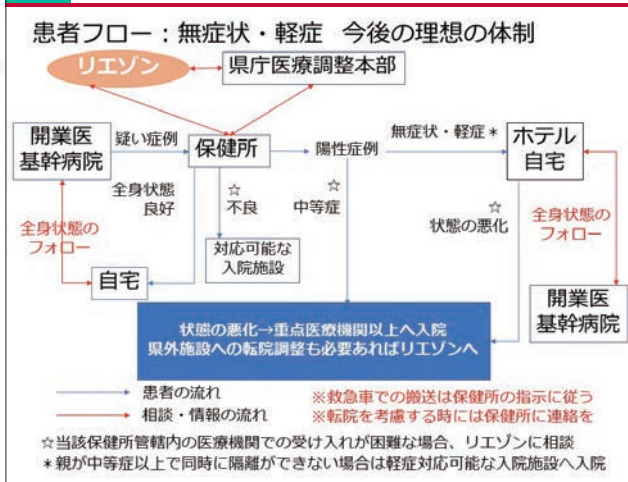 患者フロー：無症状・軽症　今後の理想の体制
リエゾン
県庁医療調整本部
開業医
基幹病院
疑い症例
保健所
陽性症例
無症状・軽症＊
ホテル
自宅
全身状態
良好
☆
不良
☆
中等症
☆
状態の悪化
全身状態の
フォロー
全身状態の
フォロー
対応可能な
入院施設
自宅
開業医
基幹病院
状態の悪化→重点医療機関以上へ入院
県外施設への転院調整も必要あればリエゾンへ
患者の流れ
相談・情報の流れ
※救急車での搬送は保健所の指示に従う
※転院を考慮する時には保健所に連絡を
☆当該保健所管轄内の医療機関での受け入れが困難な場合、リエゾンに相談
＊親が中等症以上で同時に隔離ができない場合は軽症対応可能な入院施設へ入院